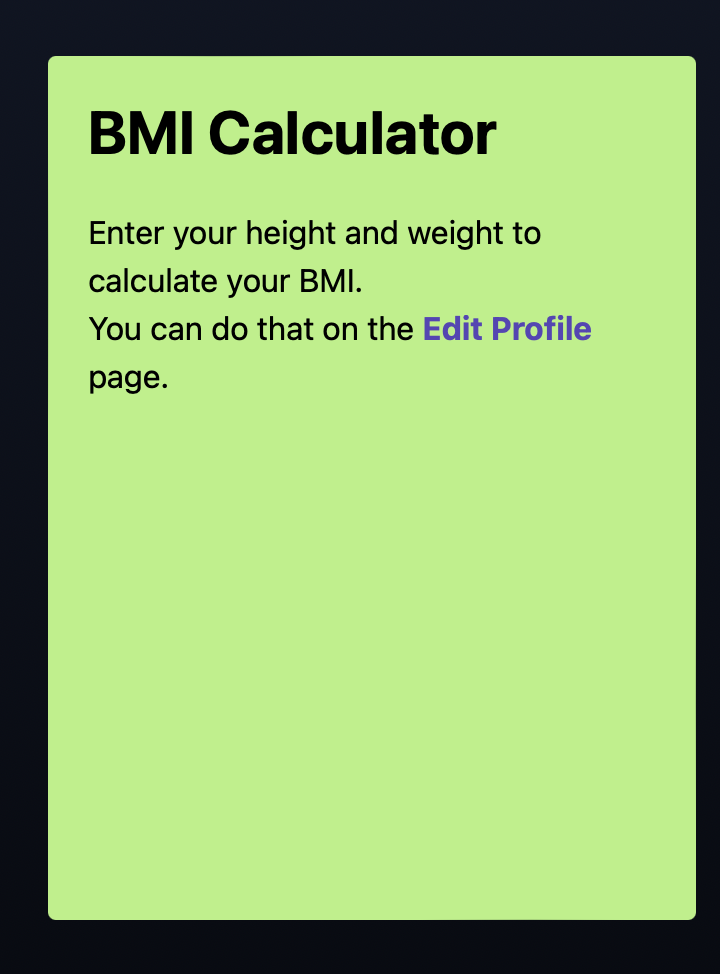 BMI Calculator
Enter your height and weight to
calculate your BMI.
You can do that on the Edit Profile
page.